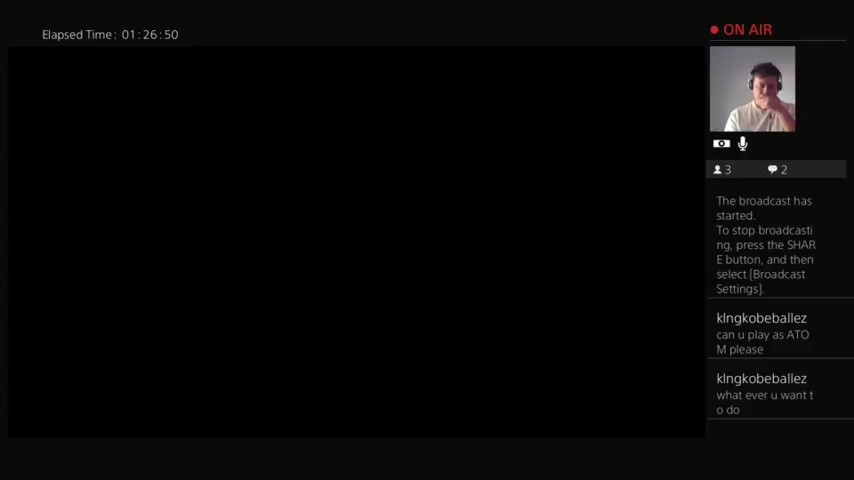 Elapsed Time: 01:26:50
ON AIR
3
2
The broadcast has
started.
To stop broadcasti
ng, press the SHAR
E button, and then
select [Broadcast
Settings].
klngkobeballez
can u play as ATO
M please
klngkobeballez
what ever u want t
o do